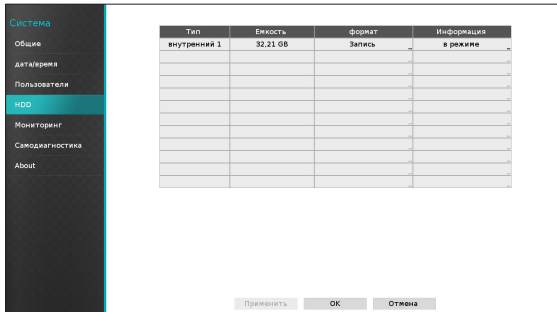 Система
Общие
дата/время
Пользователи
HDD
Мониторинг
Самодиагностика
About
Тип Емкость формат Информация
внутренний 1 32,21 GB Запись в режиме
Применить OK Отмена